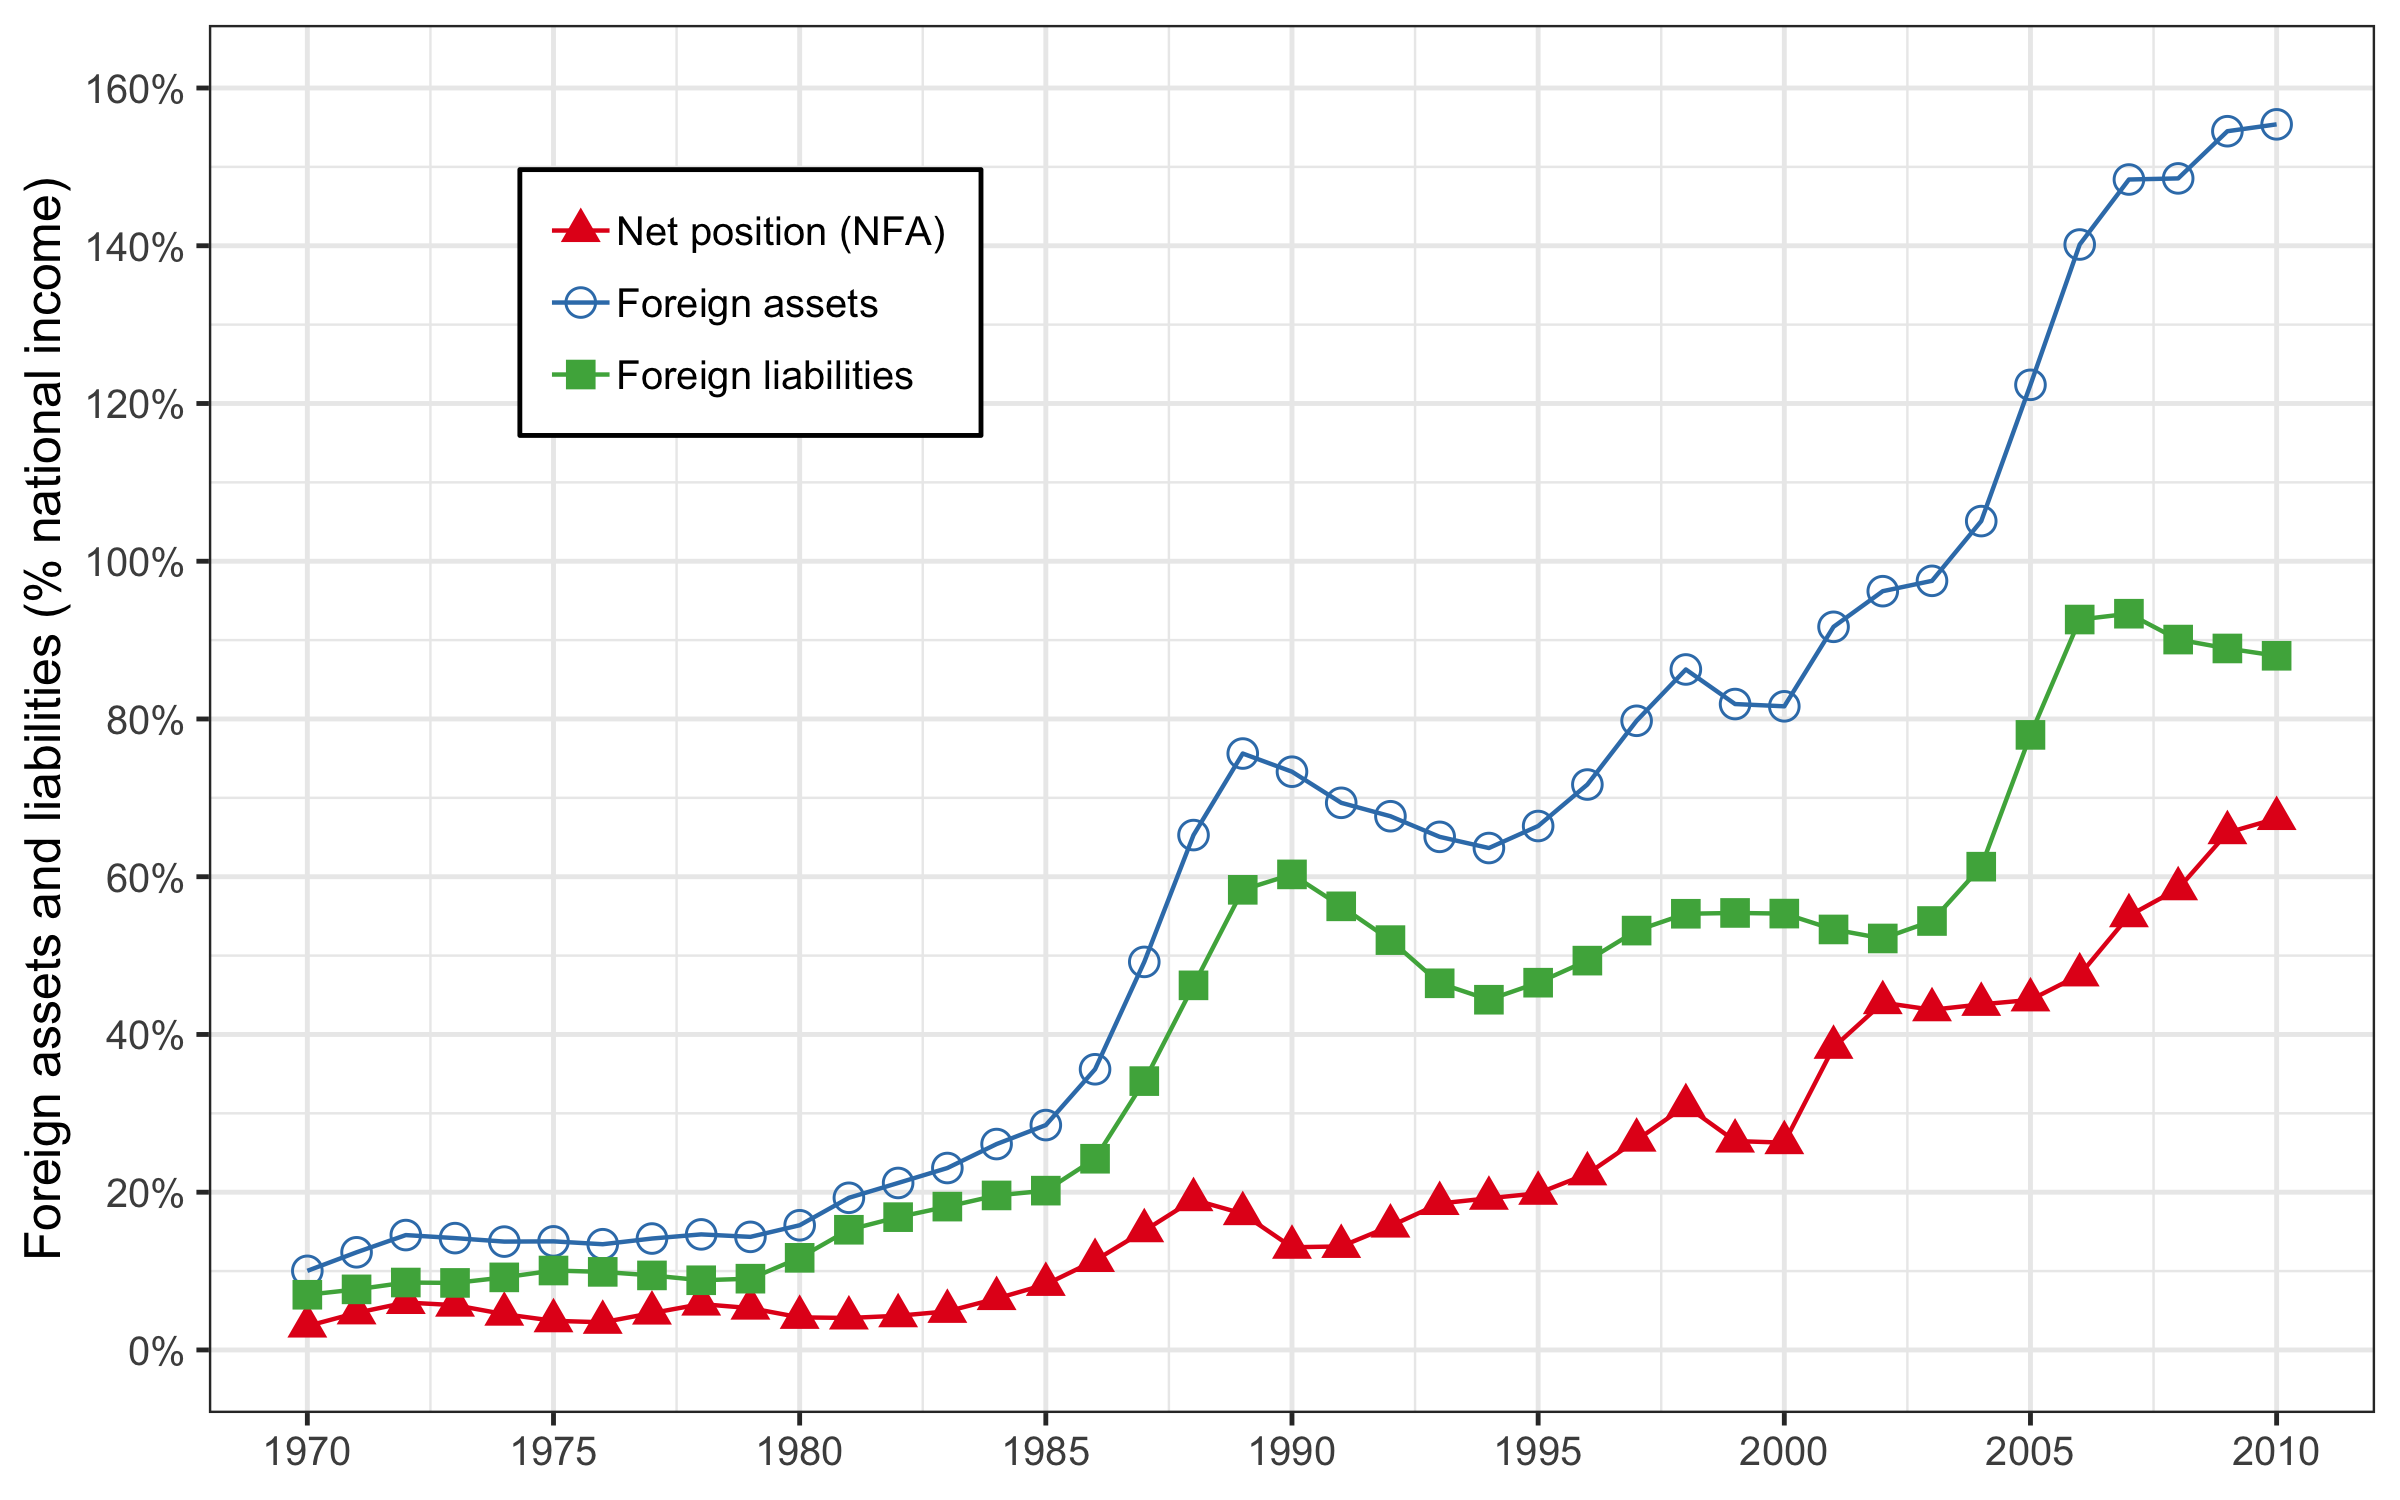 Foreign assets and liabilities (% national income)
160%
140%
120%
100%
80%
60%
40%
20%
0%
Net position (NFA)
Foreign assets
Foreign liabilities
1970 1975 1980 1985 1990 1995 2000 2005 2010